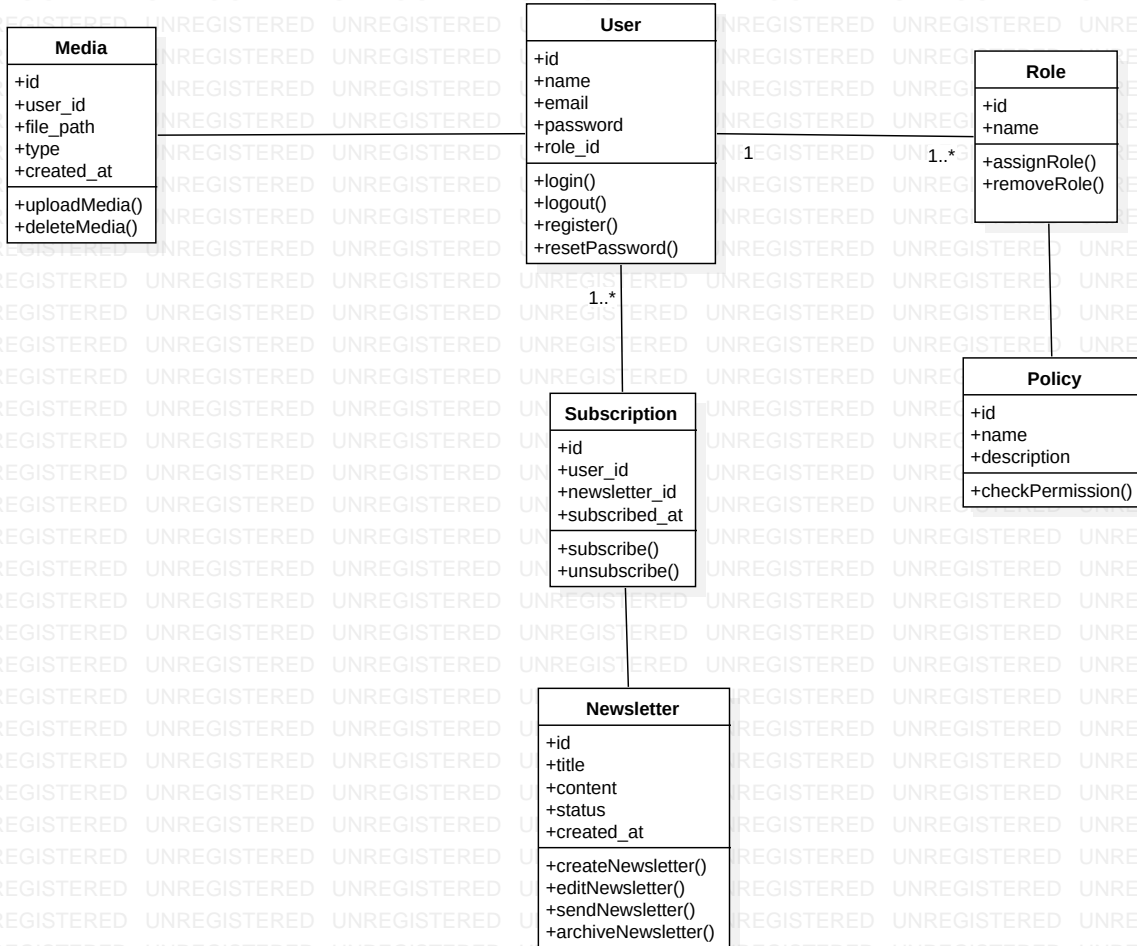 Media
+id
+user_id
+file_path
+type
+created_at
+uploadMedia()
+deleteMedia()
User
+id
+name
+email
+password
+role_id
+login()
+logout()
+register()
+resetPassword()
1
1..*
Role
+id
+name
+assignRole()
+removeRole()
1..*
Subscription
+id
+user_id
+newsletter_id
+subscribed_at
+subscribe()
+unsubscribe()
Policy
+id
+name
+description
+checkPermission()
Newsletter
+id
+title
+content
+status
+created_at
+createNewsletter()
+editNewsletter()
+sendNewsletter()
+archiveNewsletter()
UNREGISTERED